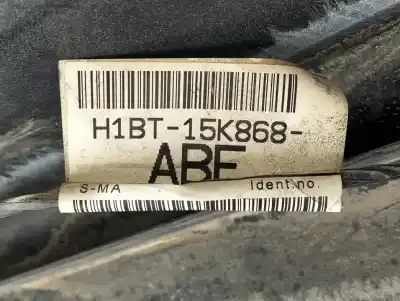 H1BT-15K868-
ABE
S-MA Ident.no.